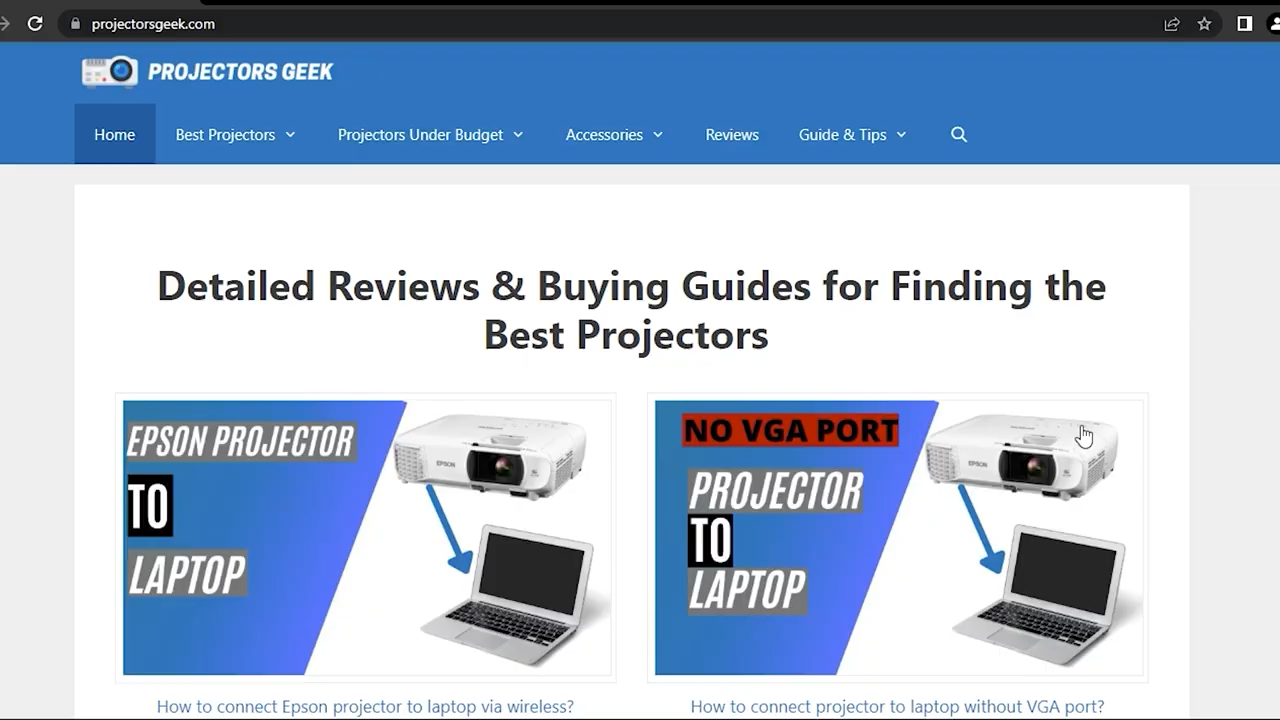 projectorsgeek.com
PROJECTORS GEEK
Home Best Projectors Projectors Under Budget Accessories Reviews Guide & Tips
Detailed Reviews & Buying Guides for Finding the
Best Projectors
EPSON PROJECTOR
TO
LAPTOP
EPSON
NO VGA PORT
PROJECTOR
TO
LAPTOP
EPSON
How to connect Epson projector to laptop via wireless?
How to connect projector to laptop without VGA port?